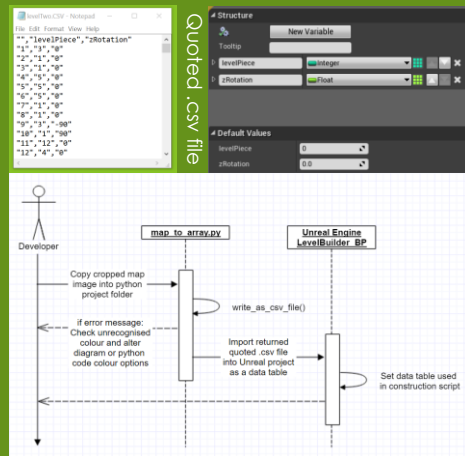 levelTwo.CSV - Notepad
File Edit Format View Help
"","levelPiece","zRotation"
"1","3","0"
"2","1","0"
"3","1","0"
"4","5","0"
"5","5","0"
"6","5","0"
"7","1","0"
"8","1","0"
"9","3","-90"
"10","1","90"
"11","12","0"
"12","4","0"
Quoted .csv file
Structure
New Variable
Tooltip
levelPiece Integer
zRotation Float
Default Values
levelPiece 0
zRotation 0.0
Developer
map_to_array.py
Unreal Engine
LevelBuilder_BP
Copy cropped map
image into python
project folder
write_as_csv_file()
if error message:
Check unrecognised
colour and alter
diagram or python
code colour options
Import returned
quoted .csv file
into Unreal project
as a data table
Set data table used
in construction script